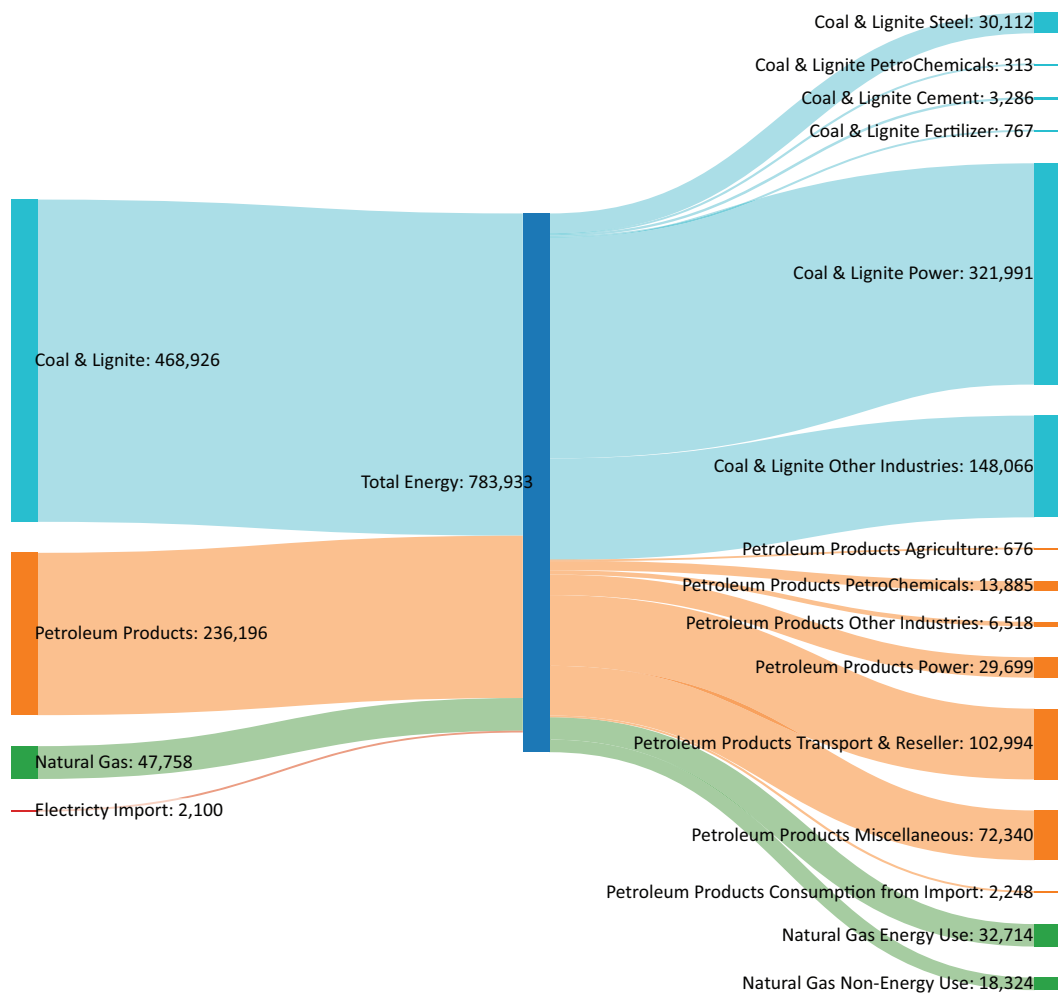 Coal & Lignite: 468,926
Petroleum Products: 236,196
Natural Gas: 47,758
Electricty Import: 2,100
Total Energy: 783,933
Coal & Lignite Steel: 30,112
Coal & Lignite PetroChemicals: 313
Coal & Lignite Cement: 3,286
Coal & Lignite Fertilizer: 767
Coal & Lignite Power: 321,991
Coal & Lignite Other Industries: 148,066
Petroleum Products Agriculture: 676
Petroleum Products PetroChemicals: 13,885
Petroleum Products Other Industries: 6,518
Petroleum Products Power: 29,699
Petroleum Products Transport & Reseller: 102,994
Petroleum Products Miscellaneous: 72,340
Petroleum Products Consumption from Import: 2,248
Natural Gas Energy Use: 32,714
Natural Gas Non-Energy Use: 18,324